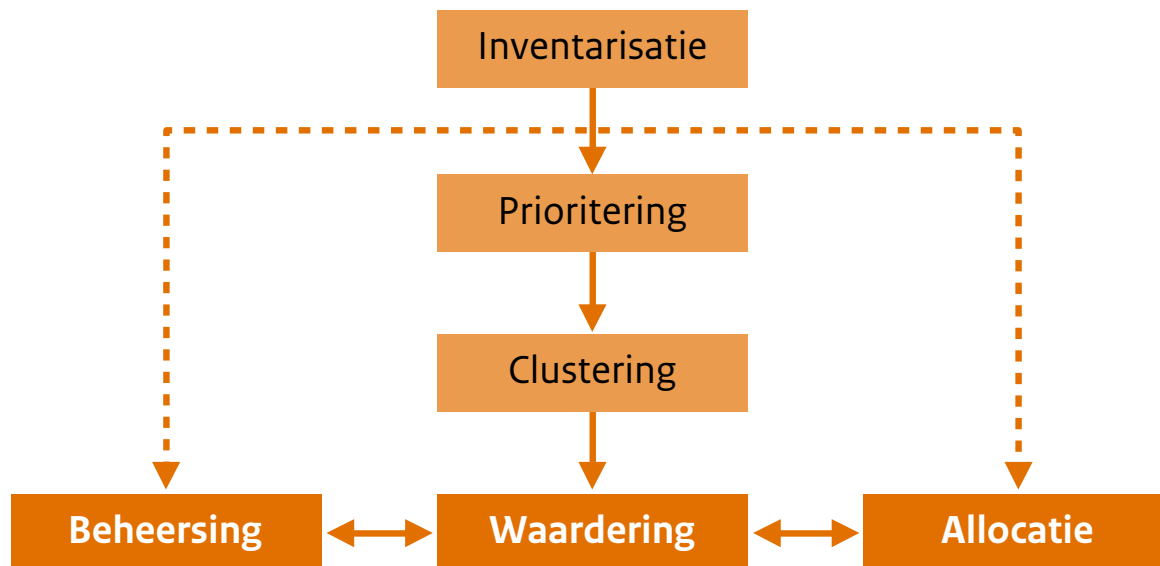 Inventarisatie
Prioritering
Clustering
Beheersing
Waardering
Allocatie